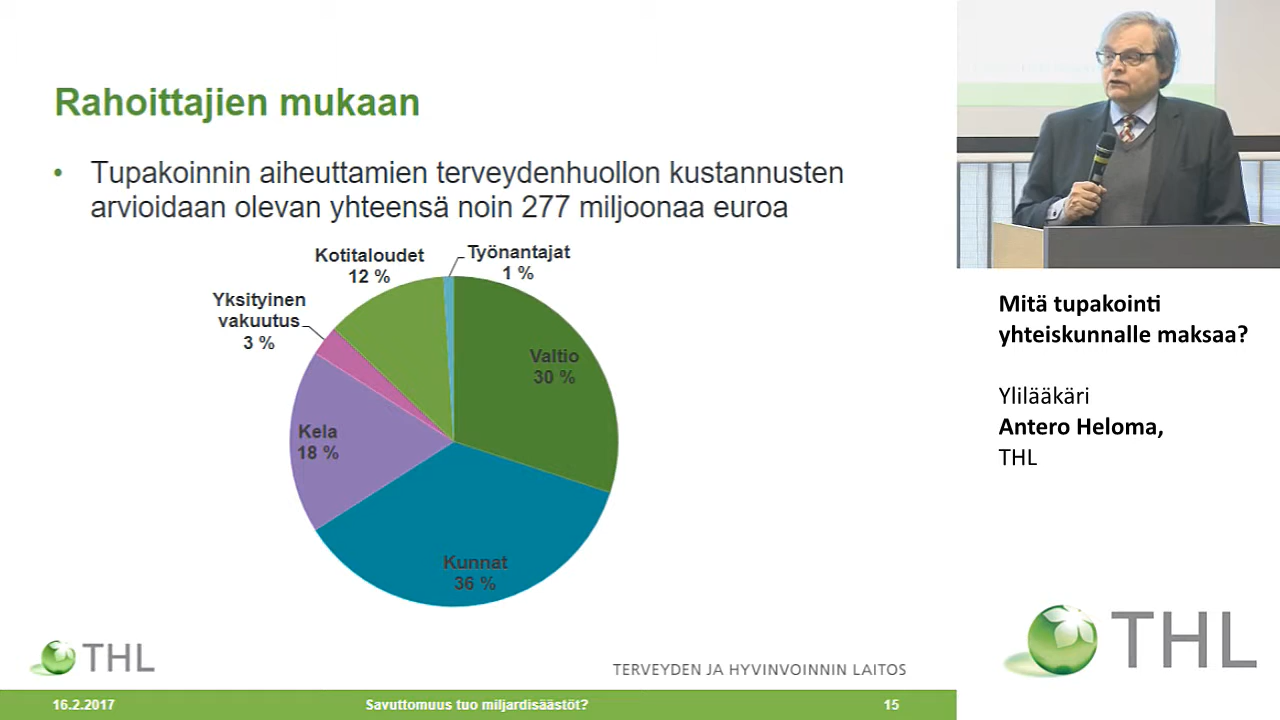 Rahoittajien mukaan
• Tupakoinnin aiheuttamien terveydenhuollon kustannusten
arvioidaan olevan yhteensä noin 277 miljoonaa euroa
Kotitaloudet
12 %
Työnantajat
1 %
Yksityinen
vakuutus
3 %
Valtio
30 %
Kela
18 %
Kunnat
36 %
THL
TERVEYDEN JA HYVINVOINNIN LAITOS
16.2.2017
Savuttomuus tuo miljardisäästöt?
15
Mitä tupakointi
yhteiskunnalle maksaa?
Ylilääkäri
Antero Heloma,
THL
THL